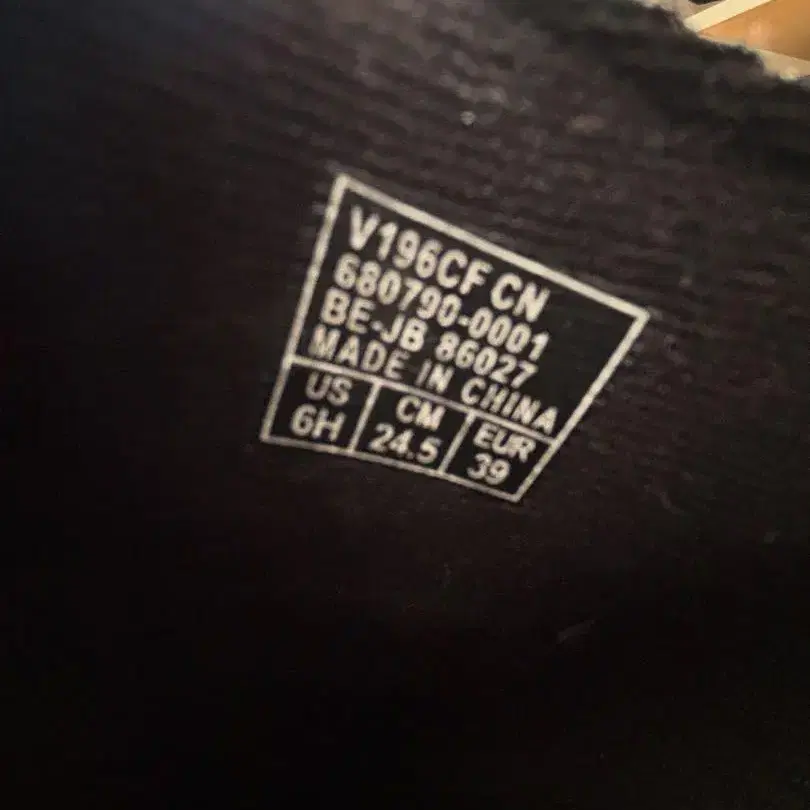 V196CF CN
680790-0001
BE-JB 86027
MADE IN CHINA
US CM EUR
6H 24.5 39